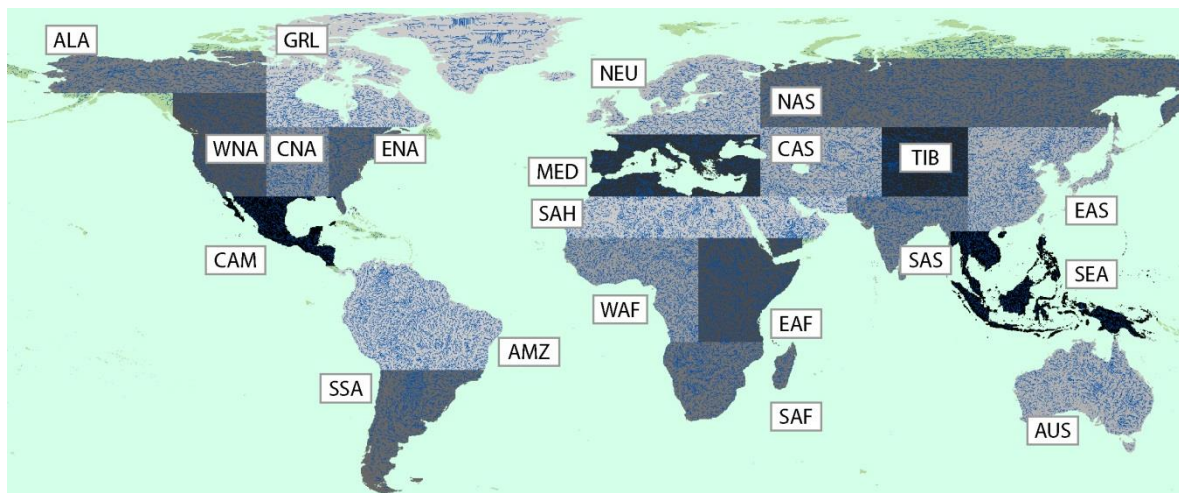 ALA
GRL
NEU
NAS
WNA
CNA
ENA
CAS
TIB
MED
SAH
EAS
CAM
SAS
SEA
WAF
EAF
AMZ
SSA
SAF
AUS